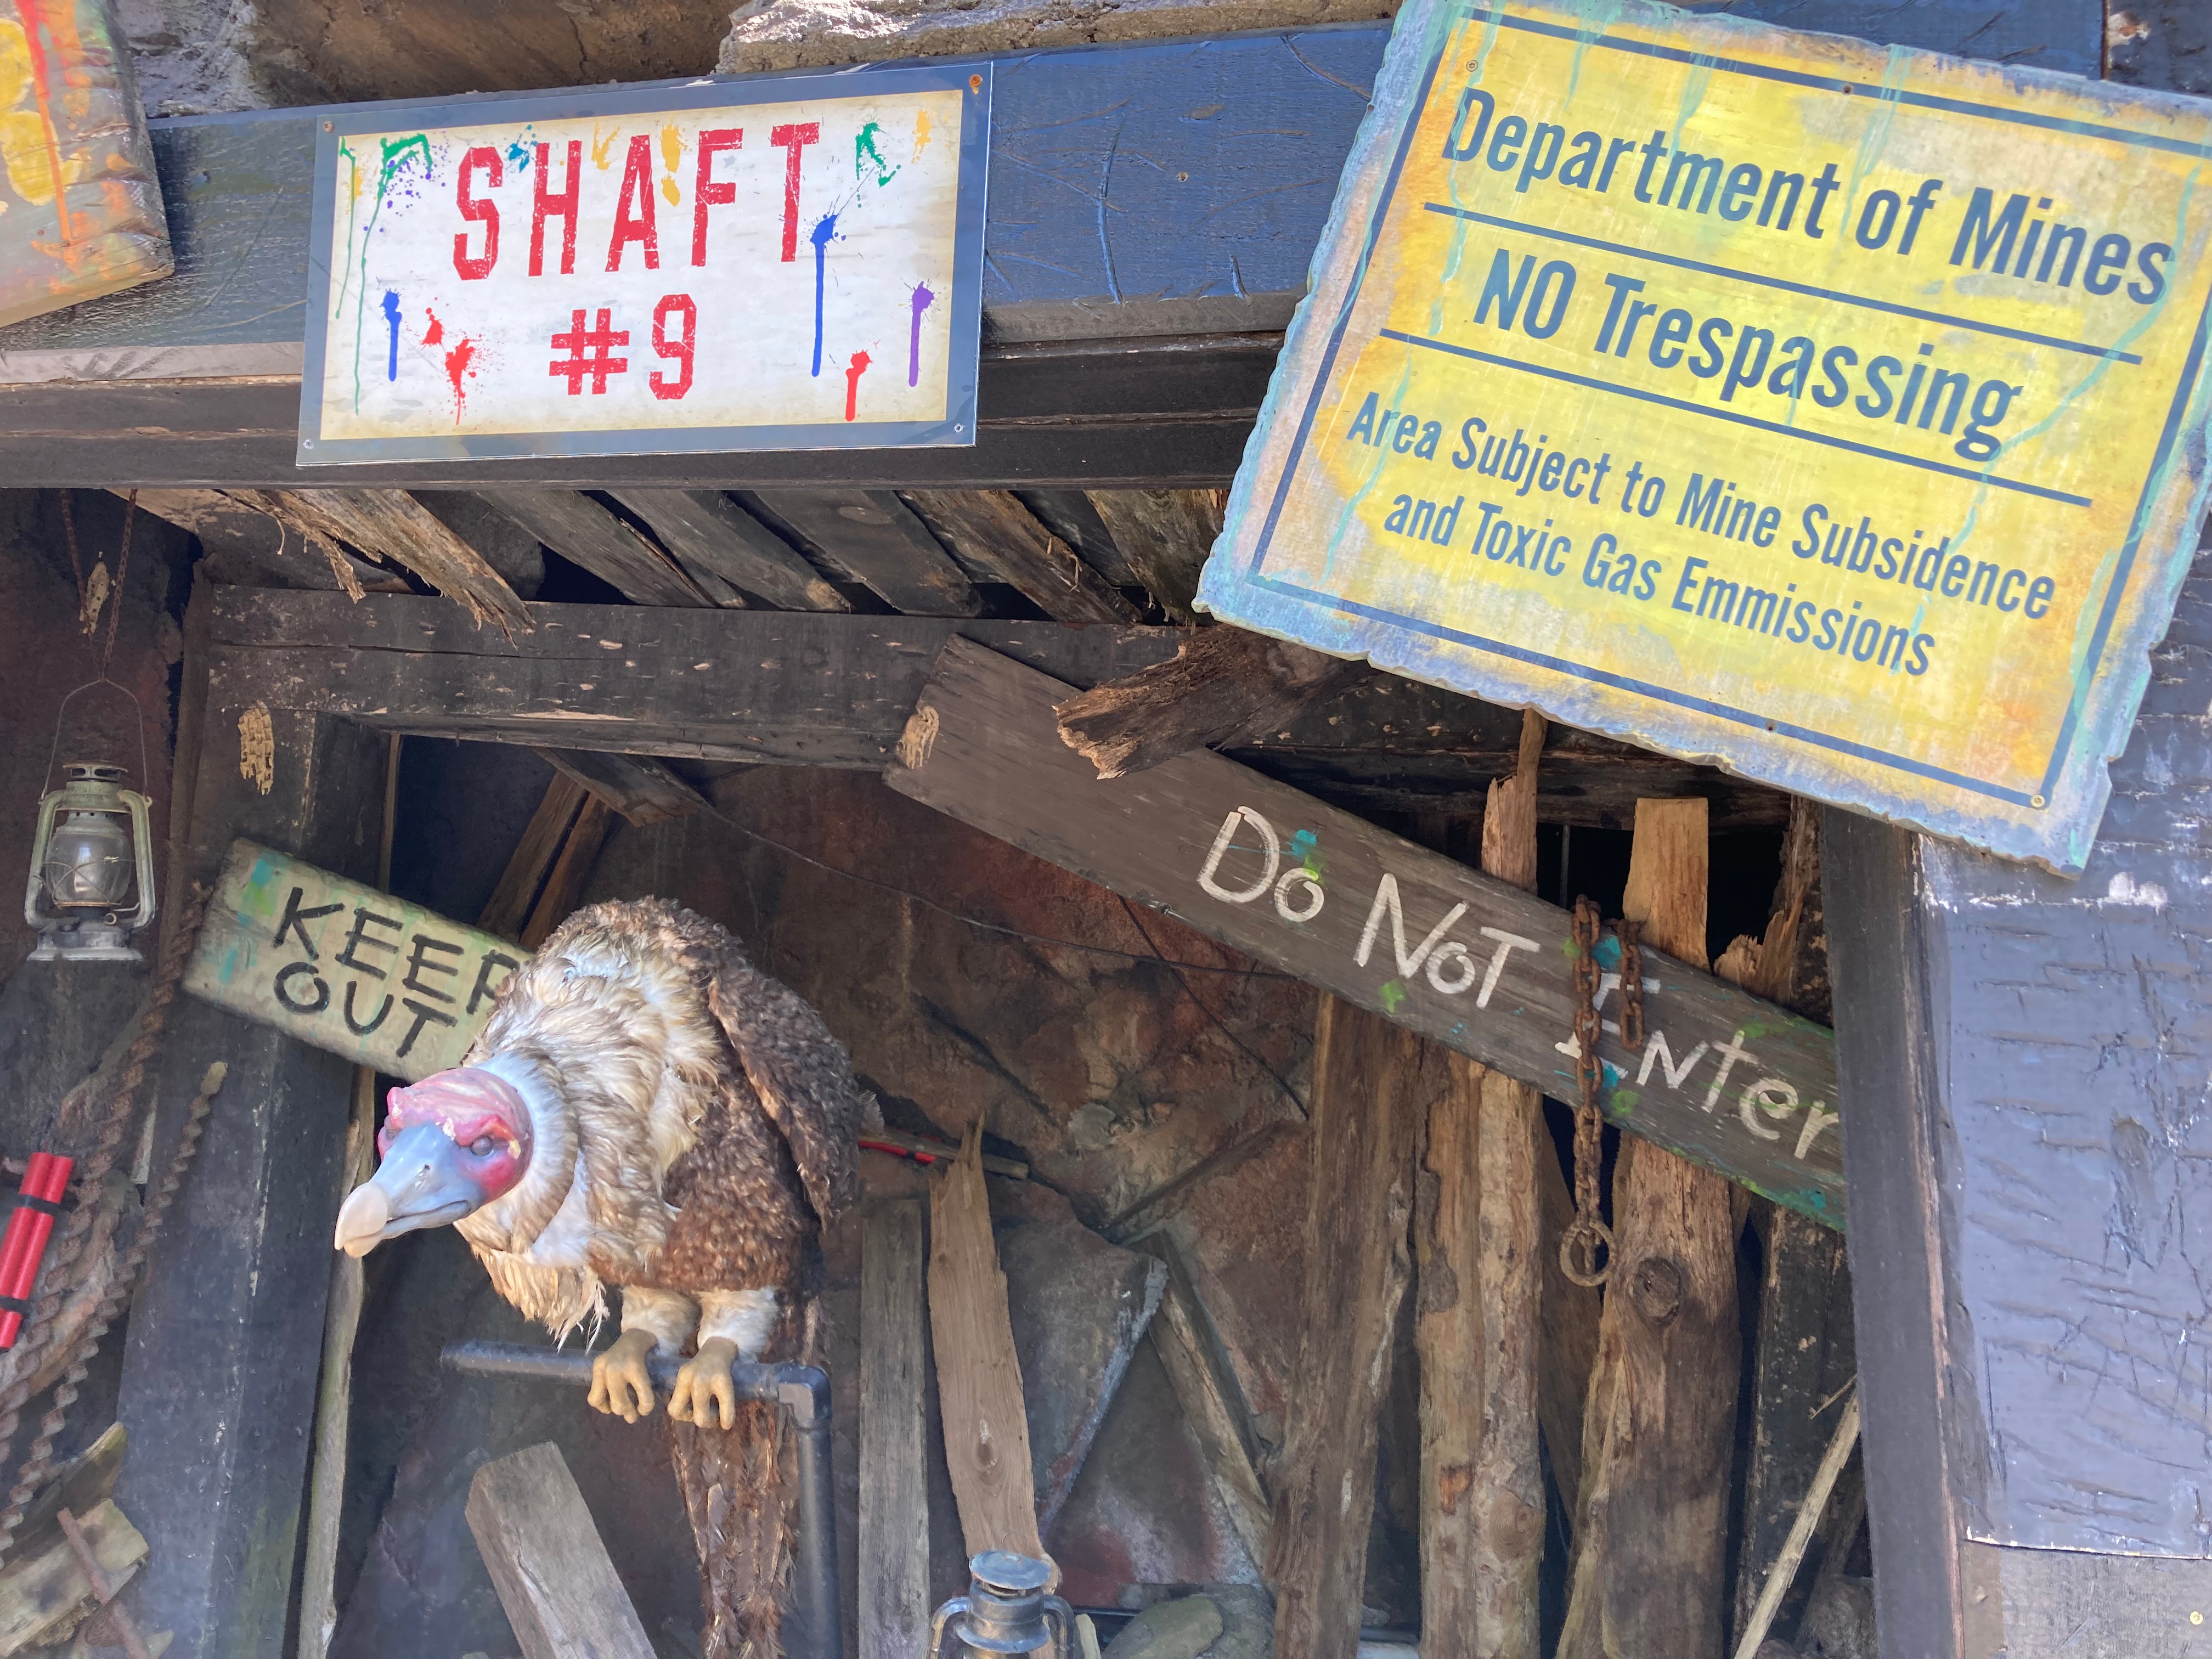 SHAFT
#9
Department of Mines
NO Trespassing
Area Subject to Mine Subsidence
and Toxic Gas Emmissions
Do Not Enter
KEEP
OUT